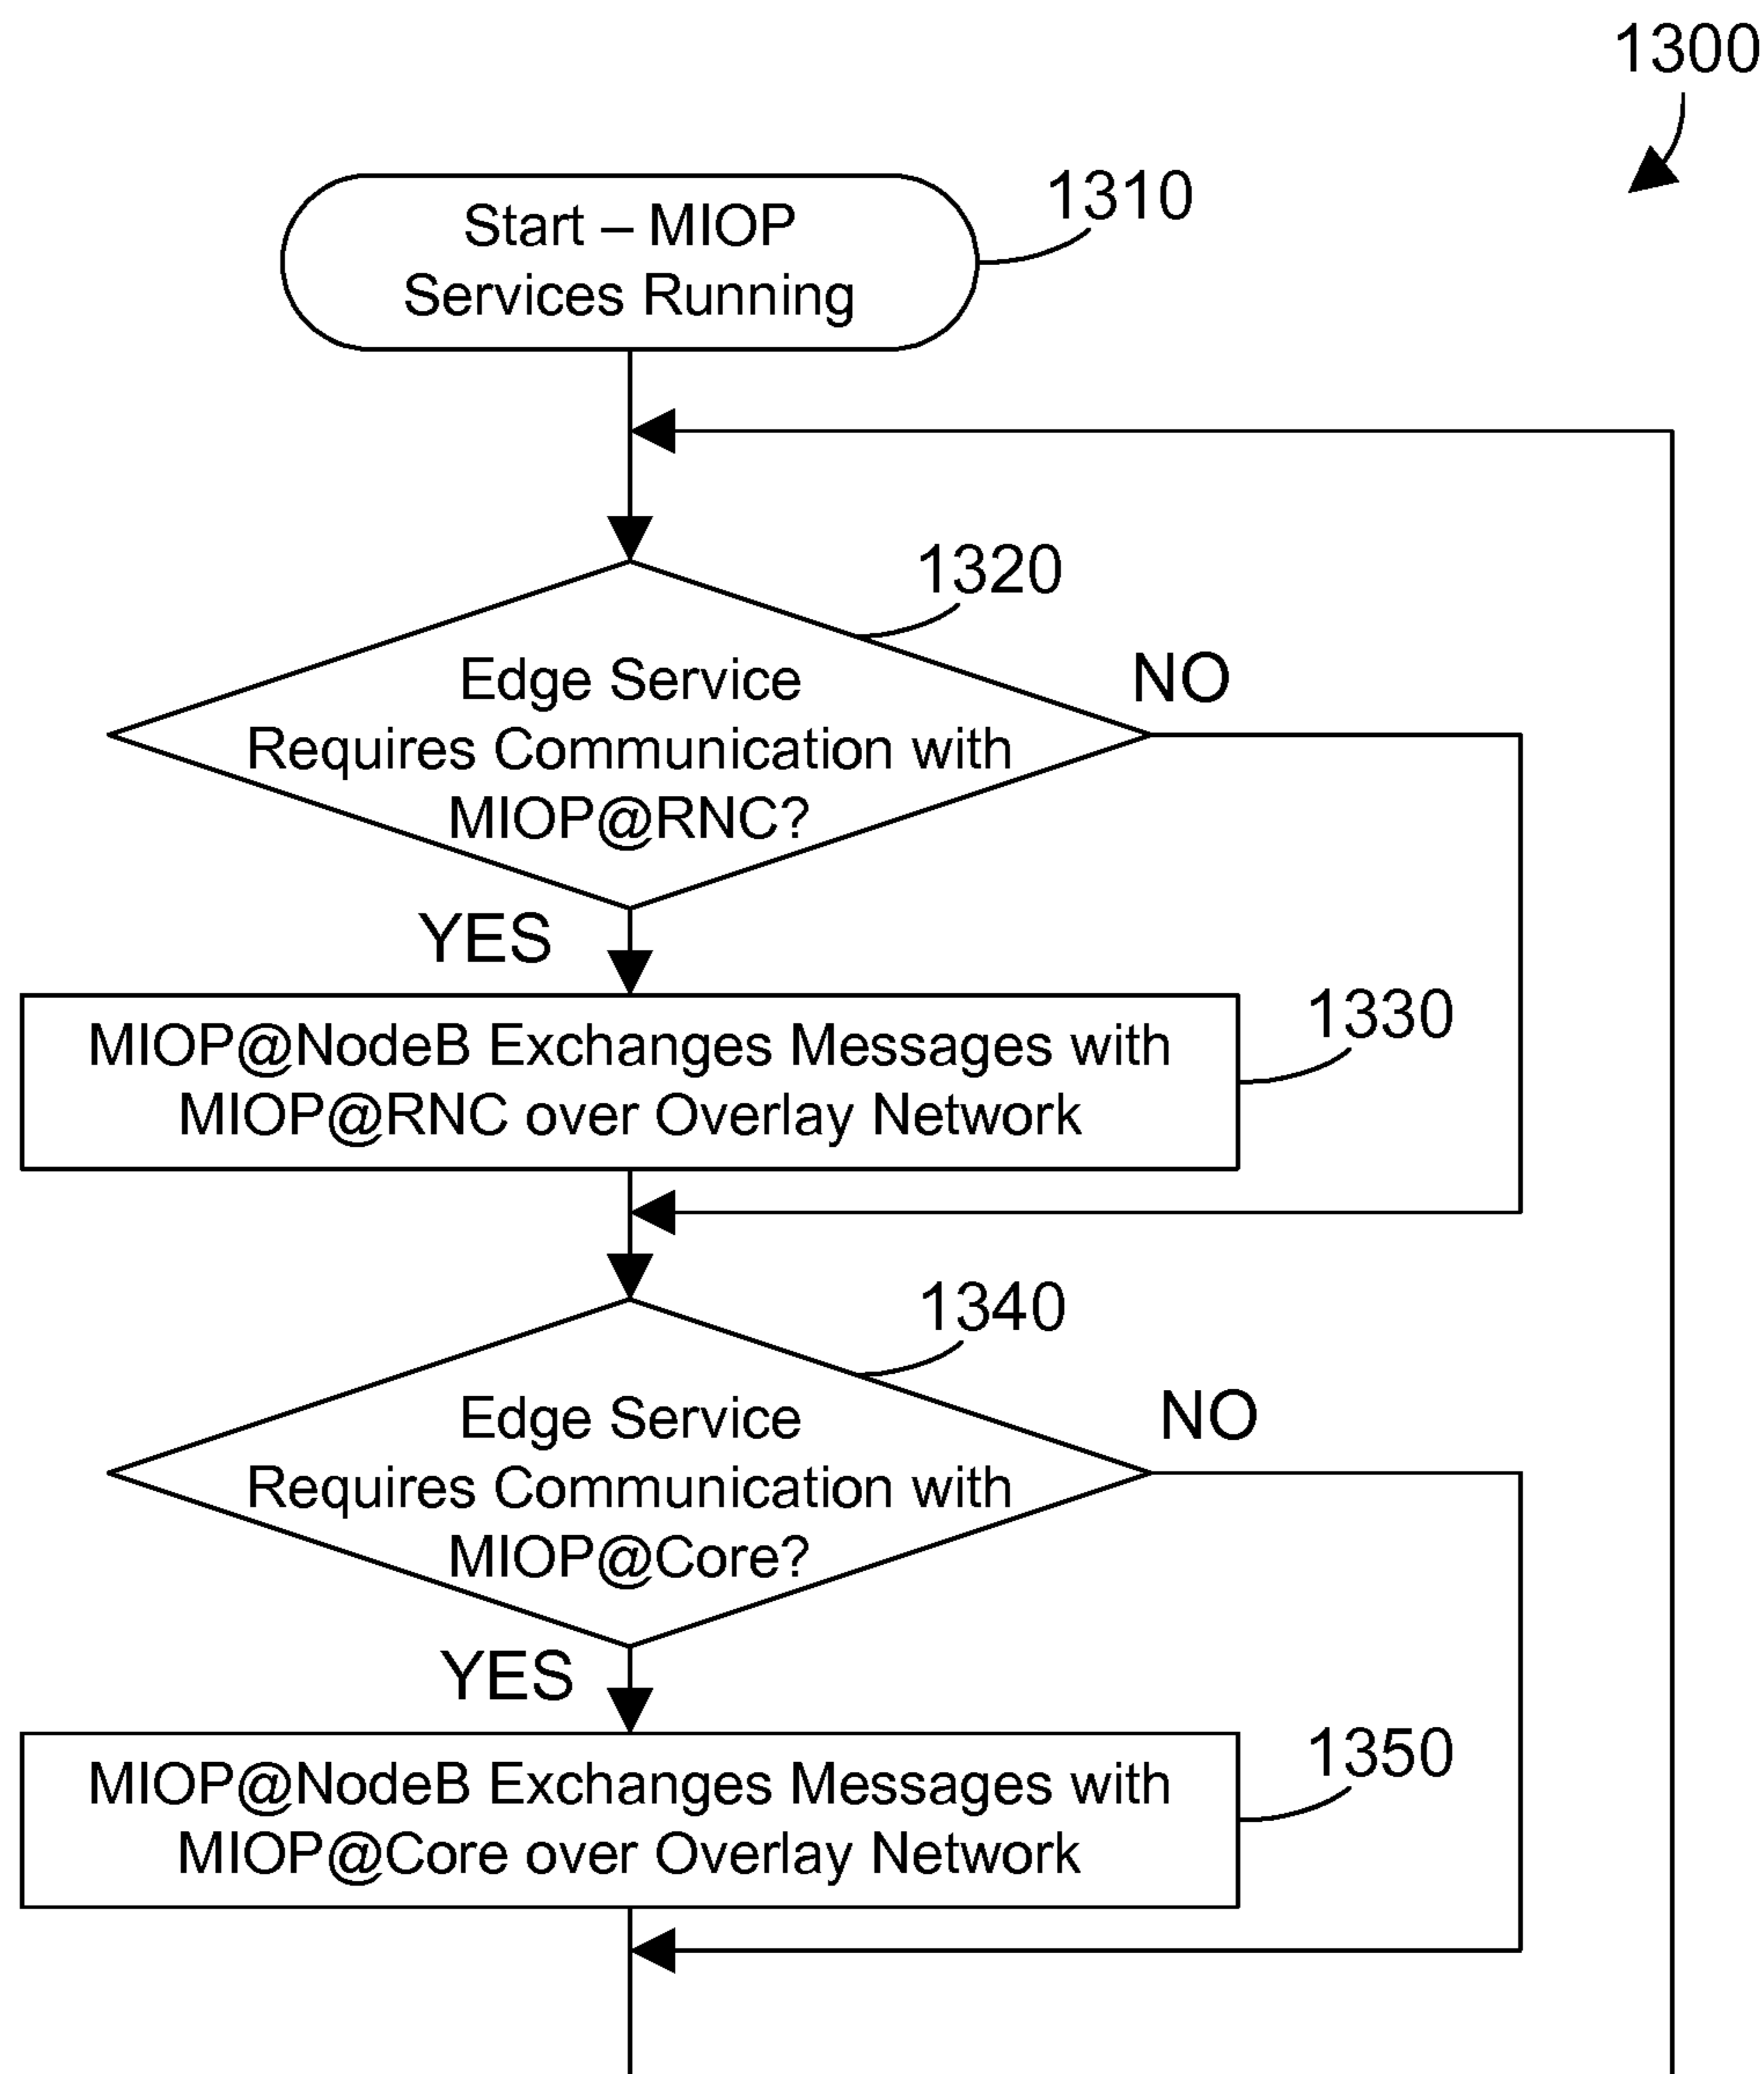 1300
1310
Start – MIOP
Services Running
1320
Edge Service
Requires Communication with
MIOP@RNC?
NO
YES
1330
MIOP@NodeB Exchanges Messages with
MIOP@RNC over Overlay Network
1340
Edge Service
Requires Communication with
MIOP@Core?
NO
YES
1350
MIOP@NodeB Exchanges Messages with
MIOP@Core over Overlay Network